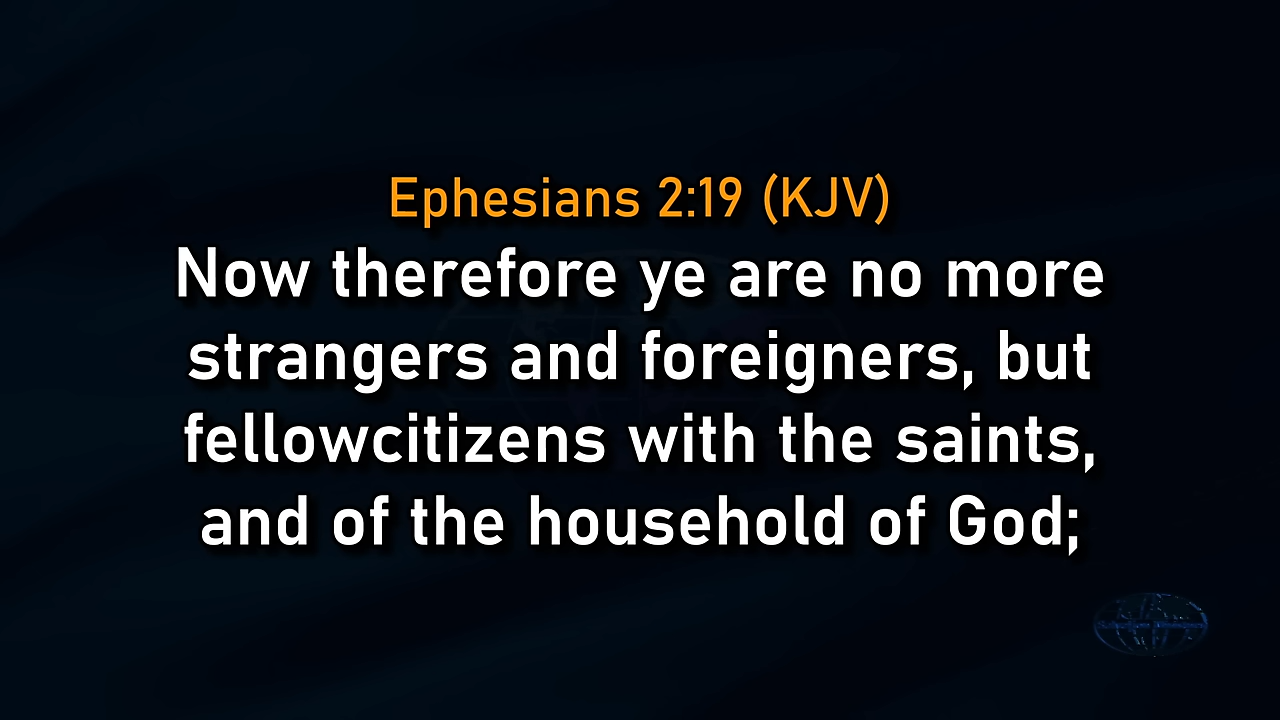 Ephesians 2:19 (KJV)
Now therefore ye are no more
strangers and foreigners, but
fellowcitizens with the saints,
and of the household of God;